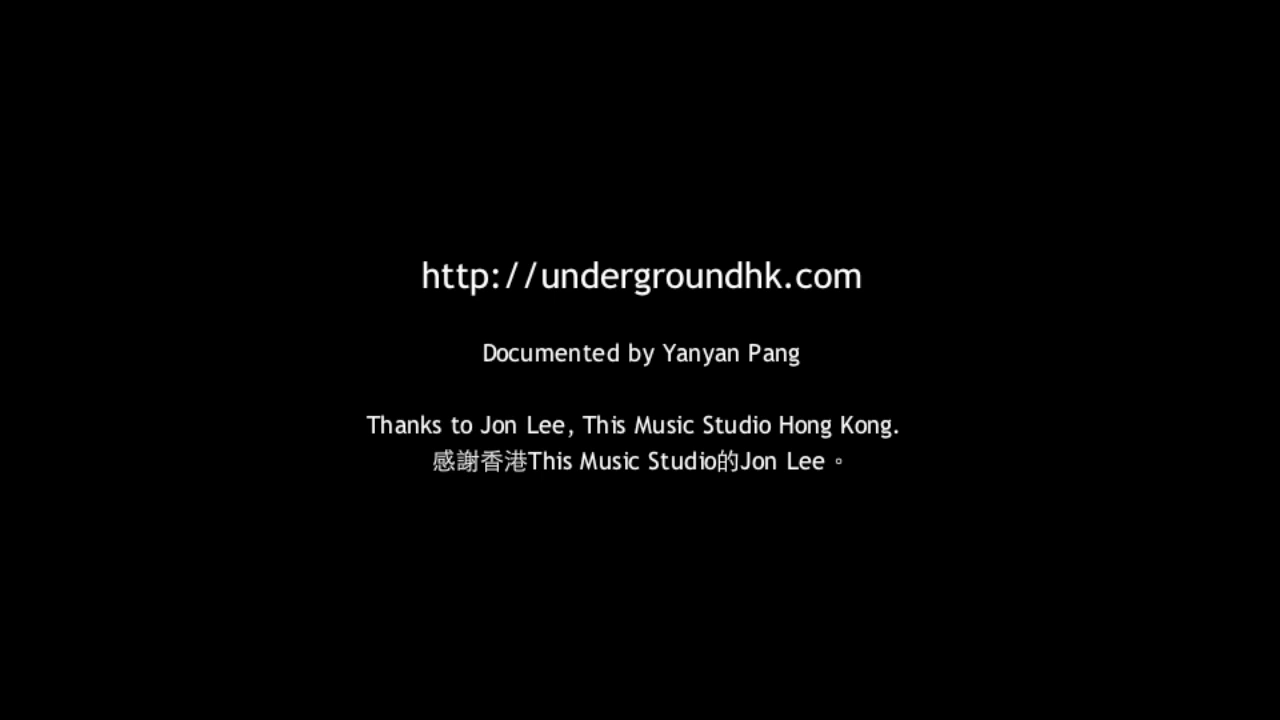 http://undergroundhk.com
Documented by Yanyan Pang
Thanks to Jon Lee, This Music Studio Hong Kong.
感謝香港This Music Studio的Jon Lee。